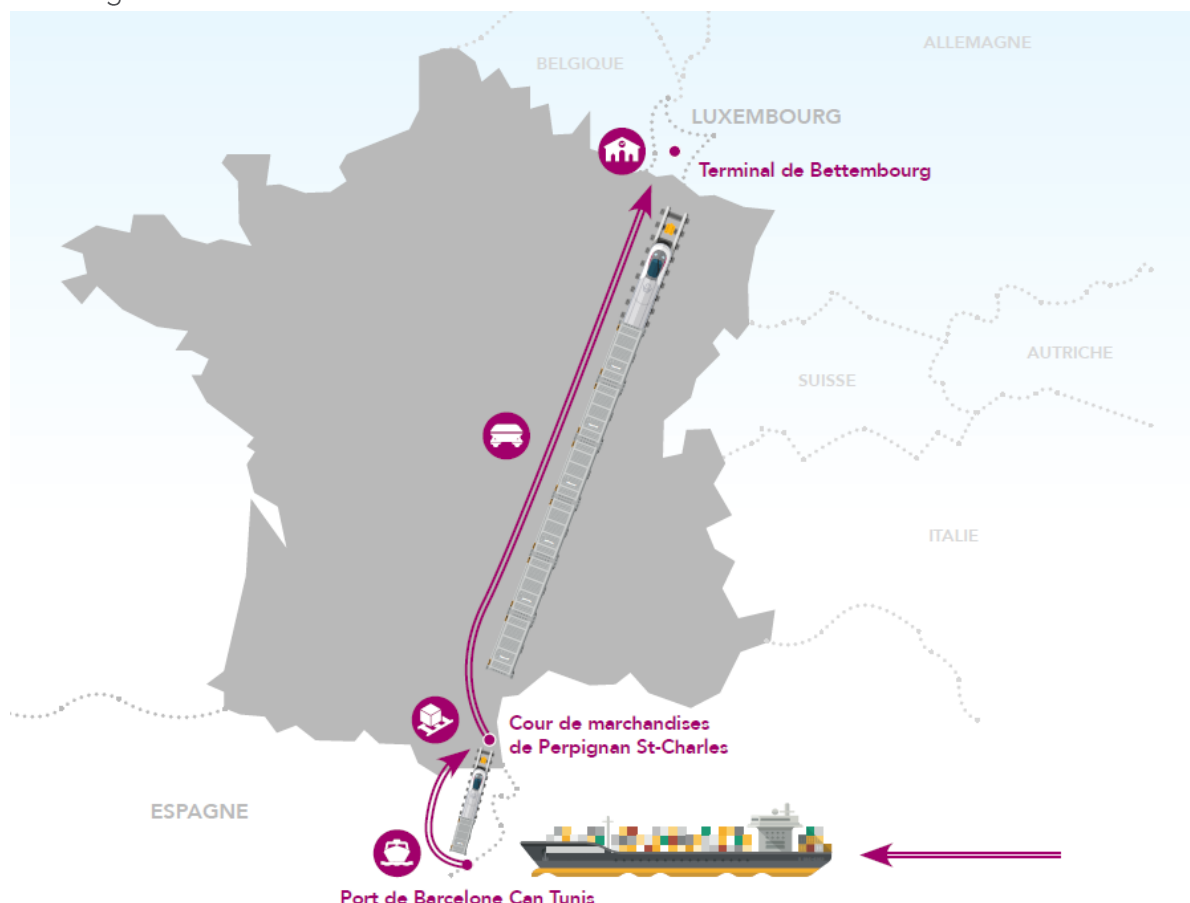 BELGIQUE
ALLEMAGNE
LUXEMBOURG
Terminal de Bettembourg
SUISSE
AUTRICHE
ITALIE
Cour de marchandises
de Perpignan St-Charles
ESPAGNE
Port de Barcelone Can Tunis